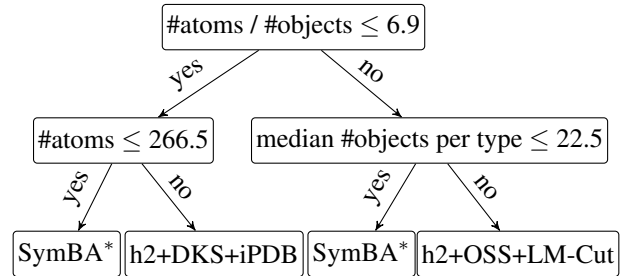 #atoms / #objects ≤ 6.9
yes
no
#atoms ≤ 266.5
median #objects per type ≤ 22.5
yes
no
yes
no
SymBA*
h2+DKS+iPDB
SymBA*
h2+OSS+LM-Cut